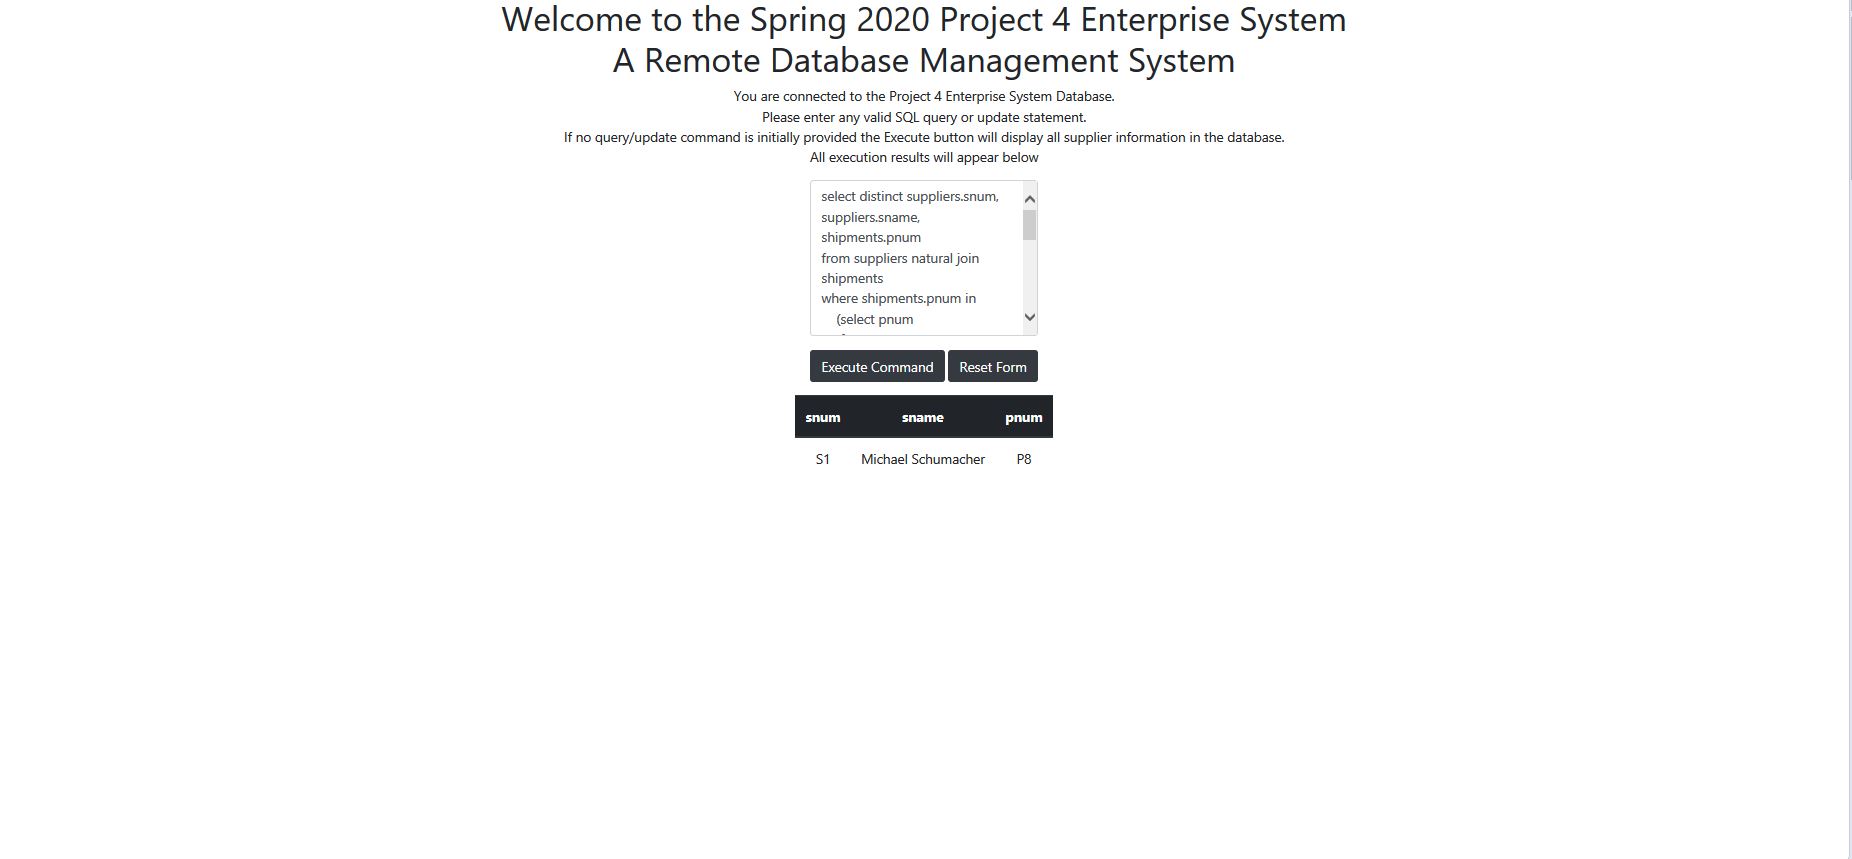 Welcome to the Spring 2020 Project 4 Enterprise System
A Remote Database Management System
You are connected to the Project 4 Enterprise System Database.
Please enter any valid SQL query or update statement.
If no query/update command is initially provided the Execute button will display all supplier information in the database.
All execution results will appear below
select distinct suppliers.snum,
suppliers.sname,
shipments.pnum
from suppliers natural join
shipments
where shipments.pnum in
(select pnum
Execute Command Reset Form
snum sname pnum
S1 Michael Schumacher P8